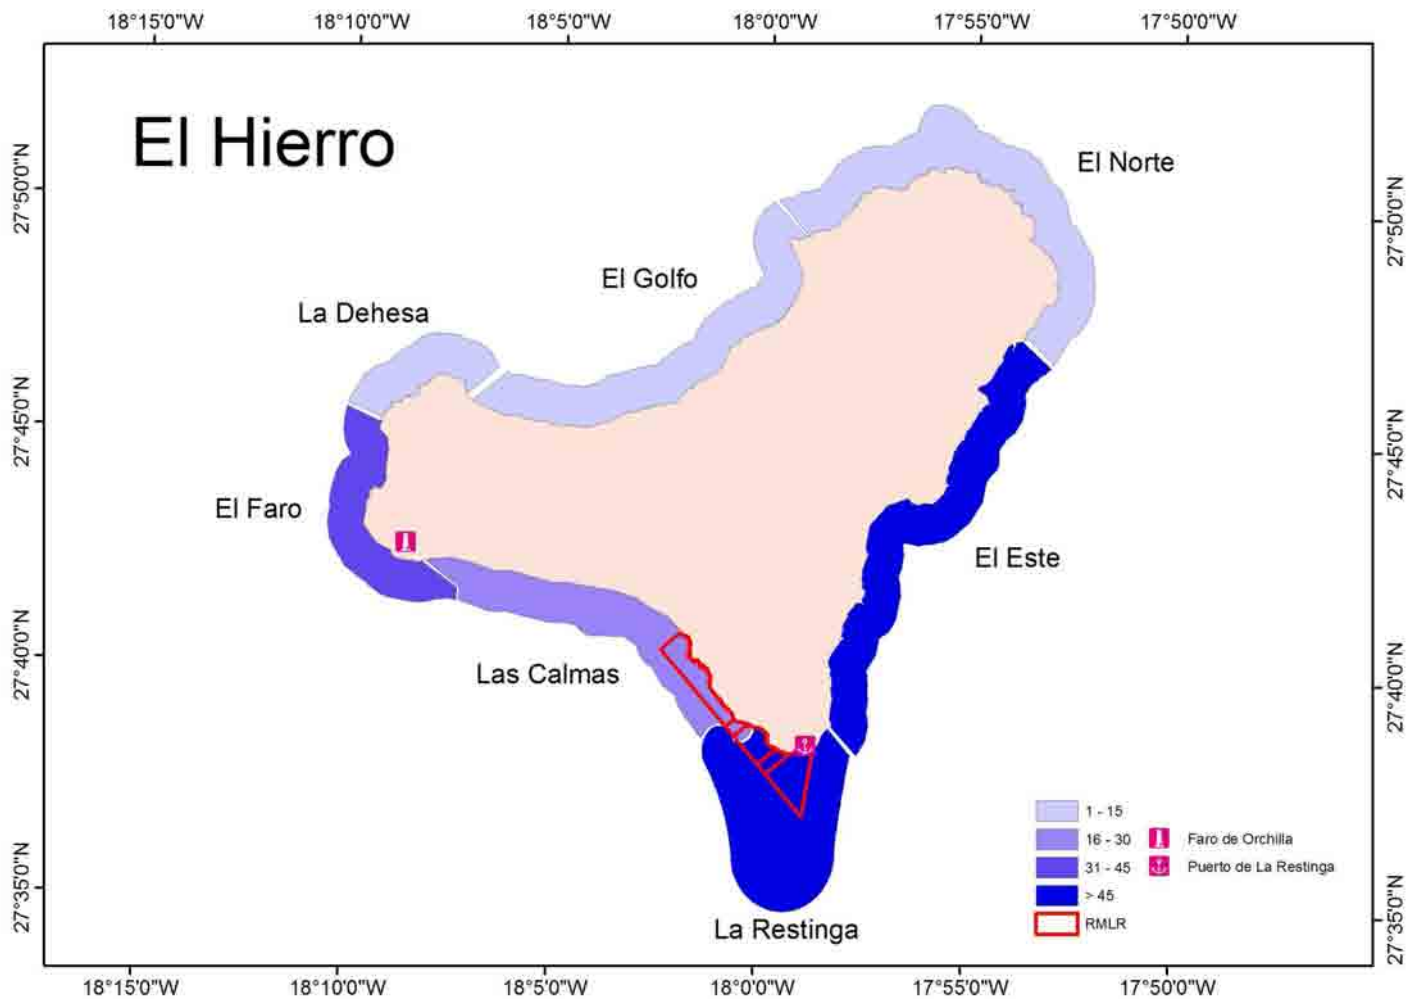 18°15'0"W 18°10'0"W 18°5'0"W 18°0'0"W 17°55'0"W 17°50'0"W
El Hierro
El Norte
27°50'0"N
27°50'0"N
El Golfo
La Dehesa
27°45'0"N
27°45'0"N
El Faro
El Este
27°40'0"N
27°40'0"N
Las Calmas
1 - 15
16 - 30 Faro de Orchilla
31 - 45 Puerto de La Restinga
> 45
RMLR
27°35'0"N
27°35'0"N
La Restinga
18°15'0"W 18°10'0"W 18°5'0"W 18°0'0"W 17°55'0"W 17°50'0"W